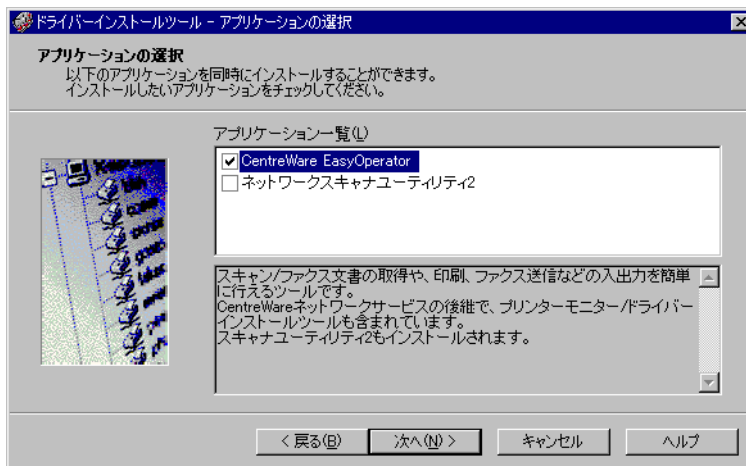 ドライバーインストールツール - アプリケーションの選択
アプリケーションの選択
以下のアプリケーションを同時にインストールすることができます。
インストールしたいアプリケーションをチェックしてください。
アプリケーション一覧(L)
CentreWare EasyOperator
ネットワークスキャナユーティリティ2
スキャン/ファクス文書の取得や、印刷、ファクス送信などの入出力を簡単
に行えるツールです。
CentreWareネットワークサービスの後継で、プリンターモニター/ドライバー
インストールツールも含まれています。
スキャナユーティリティ2もインストールされます。
< 戻る(B)
次へ(N) >
キャンセル
ヘルプ